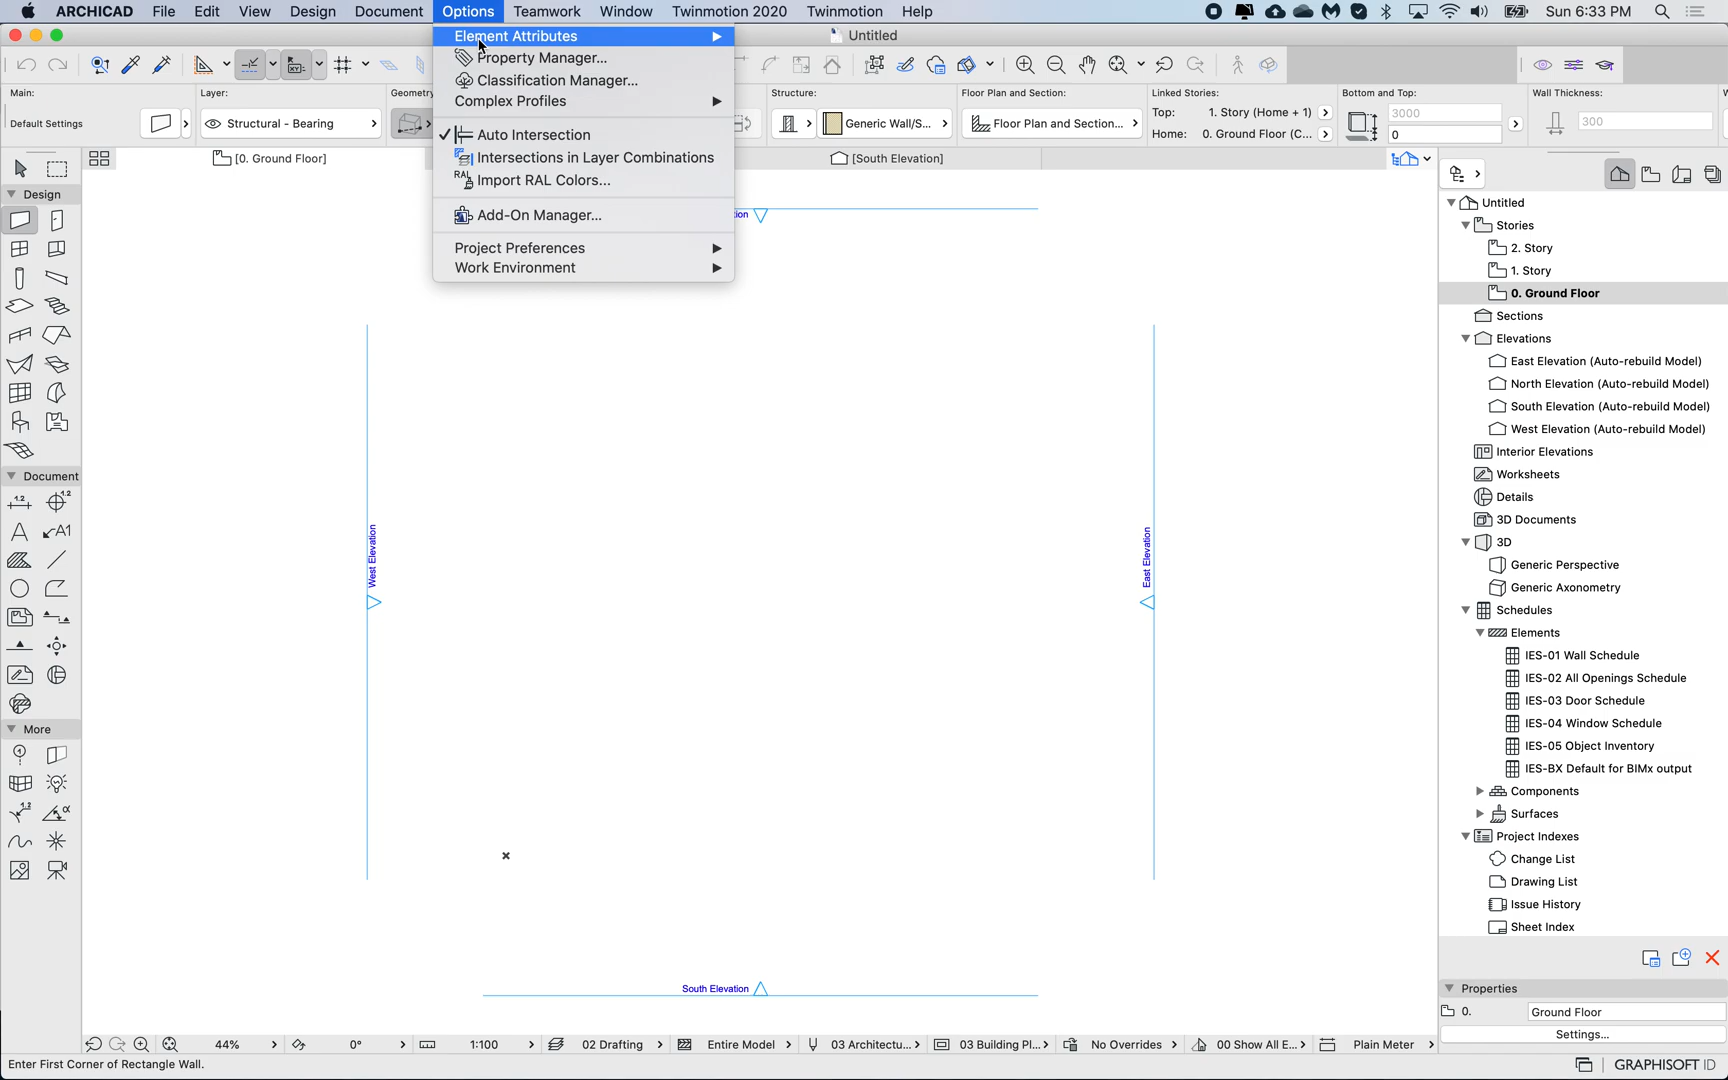 ARCHICAD File Edit View Design Document Options Teamwork Window Twinmotion 2020 Twinmotion Help Sun 6:33 PM
Untitled
Element Attributes
Property Manager...
Classification Manager...
Complex Profiles
Auto Intersection
Intersections in Layer Combinations
RAL Import RAL Colors...
Add-On Manager...
Project Preferences
Work Environment
Main: Layer: Geometry Structure: Floor Plan and Section: Linked Stories: Bottom and Top: Wall Thickness:
Default Settings
Structural - Bearing
Generic Wall/S...
Floor Plan and Section...
Top: 1. Story (Home + 1)
Home: 0. Ground Floor (C...
3000
0
300
[0. Ground Floor]
[South Elevation]
Design
Document
More
West Elevation
East Elevation
South Elevation
Untitled
Stories
2. Story
1. Story
0. Ground Floor
Sections
Elevations
East Elevation (Auto-rebuild Model)
North Elevation (Auto-rebuild Model)
South Elevation (Auto-rebuild Model)
West Elevation (Auto-rebuild Model)
Interior Elevations
Worksheets
Details
3D Documents
3D
Generic Perspective
Generic Axonometry
Schedules
Elements
IES-01 Wall Schedule
IES-02 All Openings Schedule
IES-03 Door Schedule
IES-04 Window Schedule
IES-05 Object Inventory
IES-BX Default for BIMx output
Components
Surfaces
Project Indexes
Change List
Drawing List
Issue History
Sheet Index
Properties
0. Ground Floor
Settings...
44% 0° 1:100 02 Drafting Entire Model 03 Architectu... 03 Building Pl... No Overrides 00 Show All E... Plain Meter
Enter First Corner of Rectangle Wall. GRAPHISOFT ID